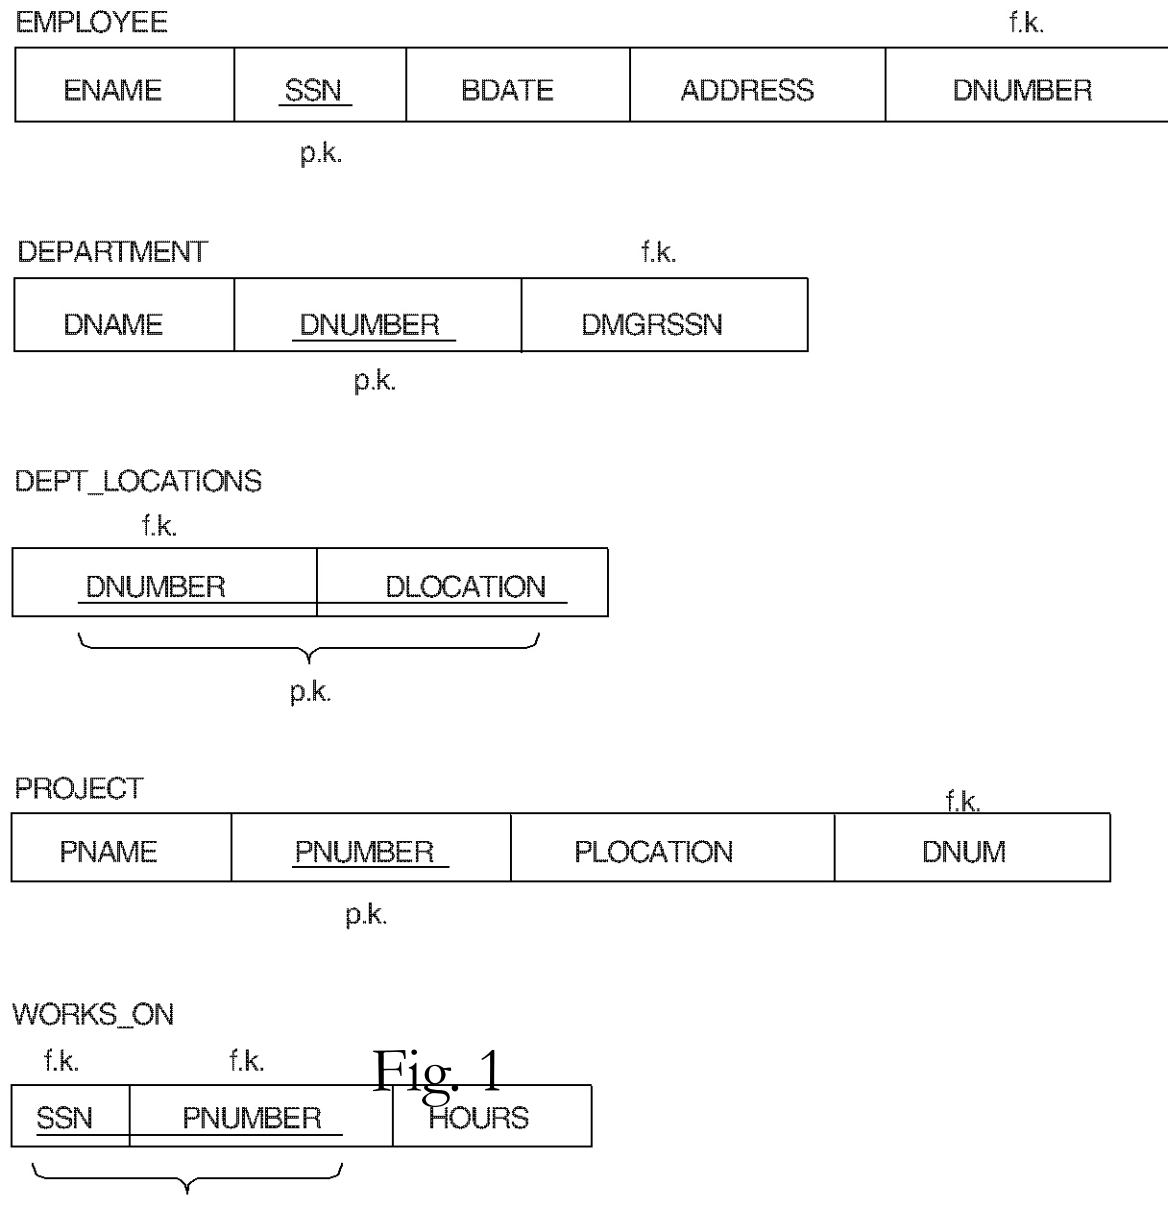 EMPLOYEE f.k.
ENAME SSN BDATE ADDRESS DNUMBER
p.k.
DEPARTMENT f.k.
DNAME DNUMBER DMGRSSN
p.k.
DEPT_LOCATIONS
f.k.
DNUMBER DLOCATION
p.k.
PROJECT f.k.
PNAME PNUMBER PLOCATION DNUM
p.k.
WORKS_ON
f.k. f.k. Fig. 1
SSN PNUMBER HOURS